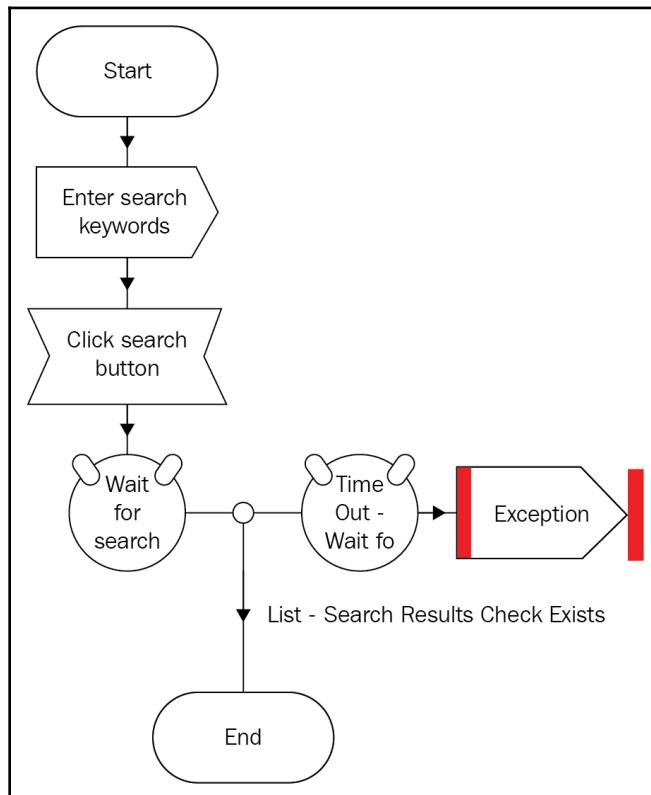 Start
Enter search
keywords
Click search
button
Wait
for
search
Time
Out -
Wait fo
Exception
List - Search Results Check Exists
End